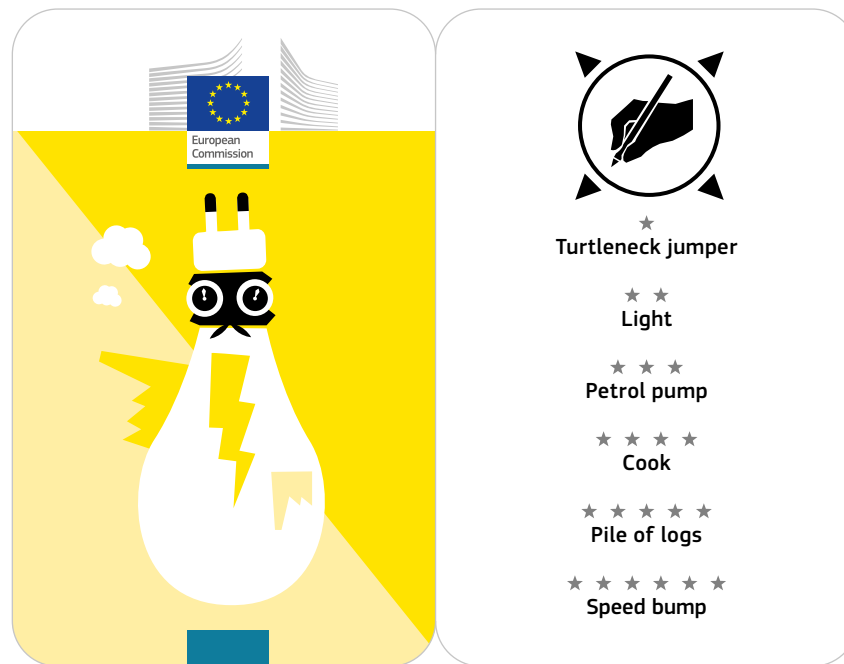 European
Commission
Turtleneck jumper
Light
Petrol pump
Cook
Pile of logs
Speed bump